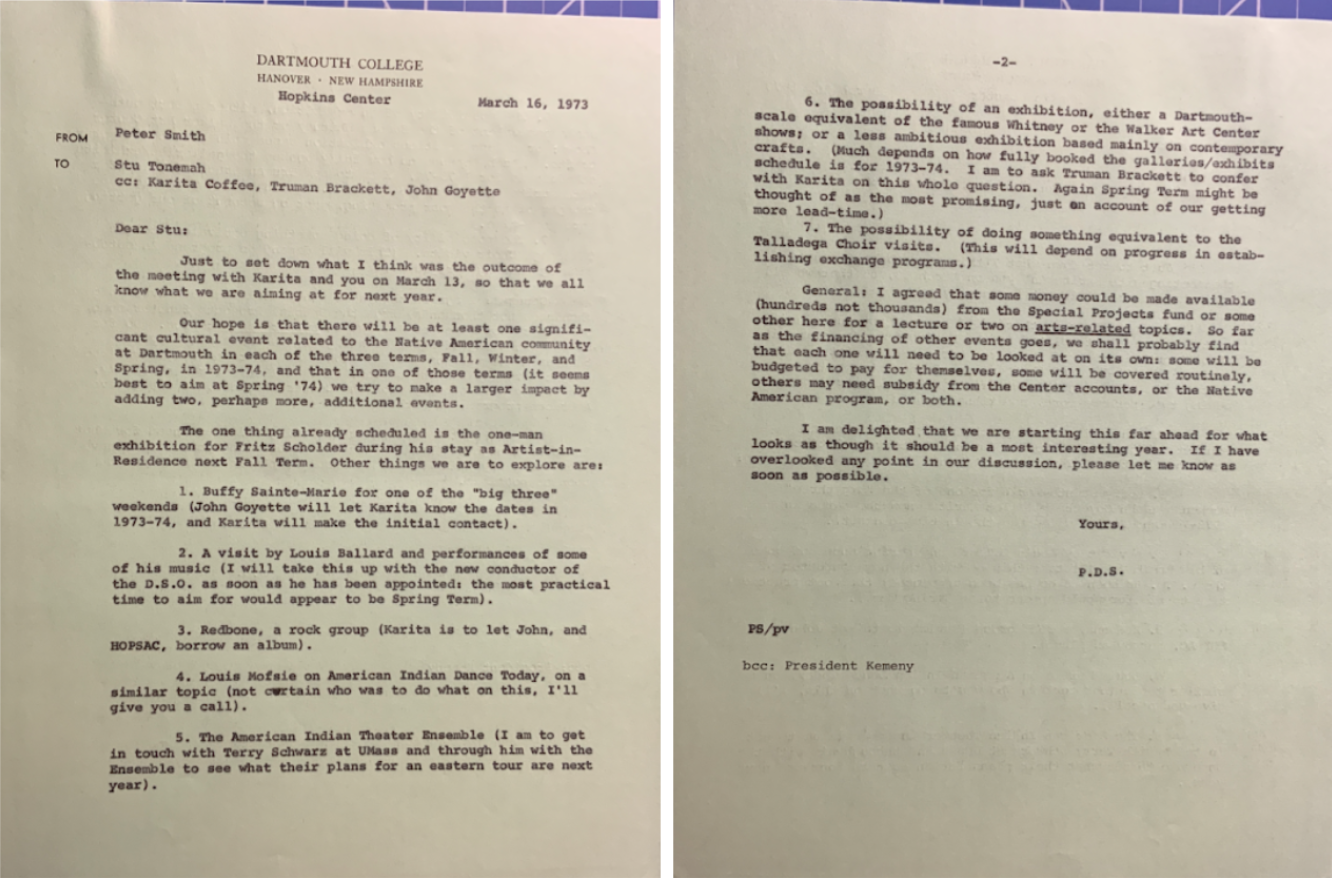 DARTMOUTH COLLEGE
HANOVER · NEW HAMPSHIRE
Hopkins Center March 16, 1973
FROM Peter Smith
TO Stu Tonemah
cc: Karita Coffee, Truman Brackett, John Goyette
Dear Stu:
Just to set down what I think was the outcome of
the meeting with Karita and you on March 13, so that we all
know what we are aiming at for next year.
Our hope is that there will be at least one signifi-
cant cultural event related to the Native American community
at Dartmouth in each of the three terms, Fall, Winter, and
Spring, in 1973-74, and that in one of those terms (it seems
best to aim at Spring '74) we try to make a larger impact by
adding two, perhaps more, additional events.
The one thing already scheduled is the one-man
exhibition for Fritz Scholder during his stay as Artist-in-
Residence next Fall Term. Other things we are to explore are:
1. Buffy Sainte-Marie for one of the "big three"
weekends (John Goyette will let Karita know the dates in
1973-74, and Karita will make the initial contact).
2. A visit by Louis Ballard and performances of some
of his music (I will take this up with the new conductor of
the D.S.O. as soon as he has been appointed: the most practical
time to aim for would appear to be Spring Term).
3. Redbone, a rock group (Karita is to let John, and
HOPSAC, borrow an album).
4. Louis Mofsie on American Indian Dance Today, on a
similar topic (not certain who was to do what on this, I'll
give you a call).
5. The American Indian Theater Ensemble (I am to get
in touch with Terry Schwarz at UMass and through him with the
Ensemble to see what their plans for an eastern tour are next
year).
-2-
6. The possibility of an exhibition, either a Dartmouth-
scale equivalent of the famous Whitney or the Walker Art Center
shows; or a less ambitious exhibition based mainly on contemporary
crafts. (Much depends on how fully booked the galleries/exhibits
schedule is for 1973-74. I am to ask Truman Brackett to confer
with Karita on this whole question. Again Spring Term might be
thought of as the most promising, just on account of our getting
more lead-time.)
7. The possibility of doing something equivalent to the
Talladega Choir visits. (This will depend on progress in estab-
lishing exchange programs.)
General: I agreed that some money could be made available
(hundreds not thousands) from the Special Projects fund or some
other here for a lecture or two on arts-related topics. So far
as the financing of other events goes, we shall probably find
that each one will need to be looked at on its own: some will be
budgeted to pay for themselves, some will be covered routinely,
others may need subsidy from the Center accounts, or the Native
American program, or both.
I am delighted that we are starting this far ahead for what
looks as though it should be a most interesting year. If I have
overlooked any point in our discussion, please let me know as
soon as possible.
Yours,
P.D.S.
PS/pv
bcc: President Kemeny